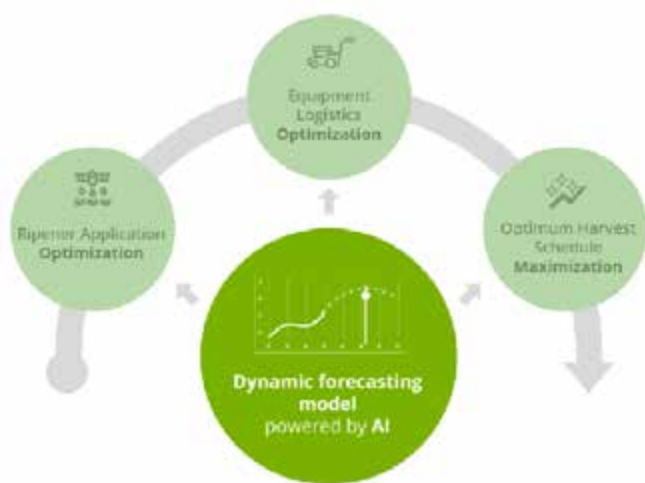 Equipment
Logistics
Optimization
Ripener Application
Optimization
Optimum Harvest
Schedule
Maximization
Dynamic forecasting
model
powered by AI